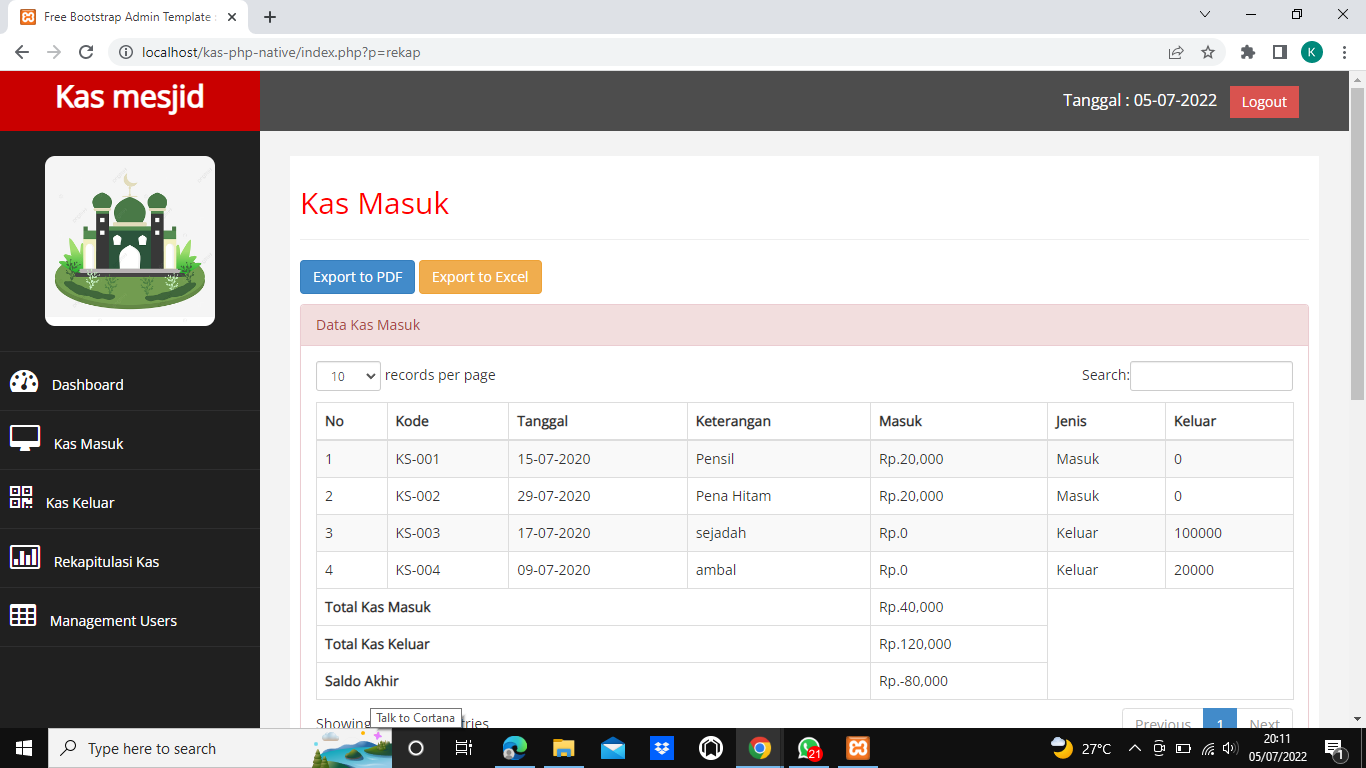 Free Bootstrap Admin Template :
localhost/kas-php-native/index.php?p=rekap
K
Kas mesjid
Tanggal : 05-07-2022 Logout
Dashboard
Kas Masuk
Kas Keluar
Rekapitulasi Kas
Management Users
Kas Masuk
Export to PDF Export to Excel
Data Kas Masuk
10 records per page Search:
No Kode Tanggal Keterangan Masuk Jenis Keluar
1 KS-001 15-07-2020 Pensil Rp.20,000 Masuk 0
2 KS-002 29-07-2020 Pena Hitam Rp.20,000 Masuk 0
3 KS-003 17-07-2020 sejadah Rp.0 Keluar 100000
4 KS-004 09-07-2020 ambal Rp.0 Keluar 20000
Total Kas Masuk Rp.40,000
Total Kas Keluar Rp.120,000
Saldo Akhir Rp.-80,000
Showing tries Previous 1 Next
Talk to Cortana
Type here to search
21
27°C
20:11
05/07/2022
1